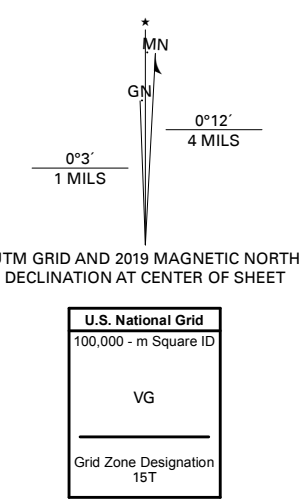 ★
MN
GN
0°12´
4 MILS
0°3´
1 MILS
UTM GRID AND 2019 MAGNETIC NORTH
DECLINATION AT CENTER OF SHEET
U.S. National Grid
100,000 - m Square ID
VG
Grid Zone Designation
15T